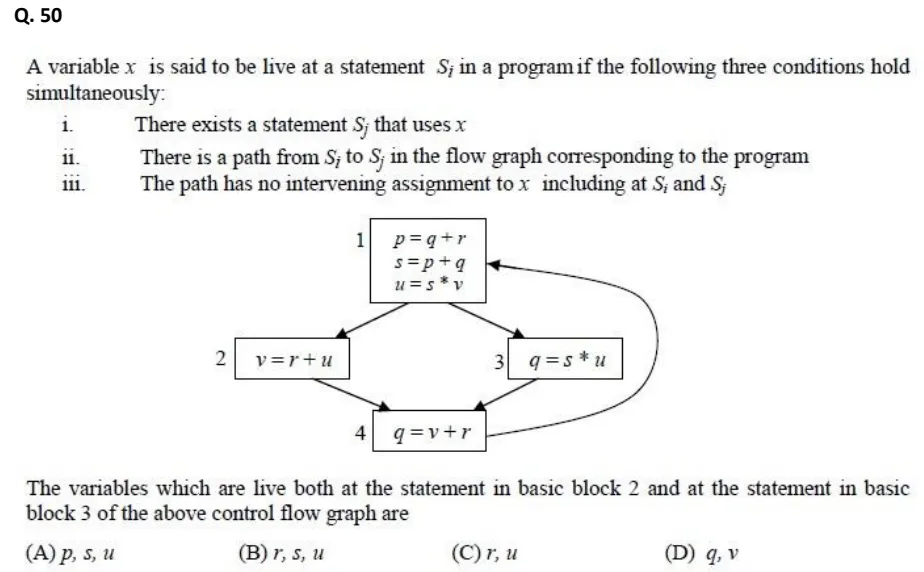 Q. 50
A variable x is said to be live at a statement Sᵢ in a program if the following three conditions hold
simultaneously:
i. There exists a statement Sⱼ that uses x
ii. There is a path from Sᵢ to Sⱼ in the flow graph corresponding to the program
iii. The path has no intervening assignment to x including at Sᵢ and Sⱼ
1 p = q + r
s = p + q
u = s * v
2 v = r + u
3 q = s * u
4 q = v + r
The variables which are live both at the statement in basic block 2 and at the statement in basic
block 3 of the above control flow graph are
(A) p, s, u (B) r, s, u (C) r, u (D) q, v